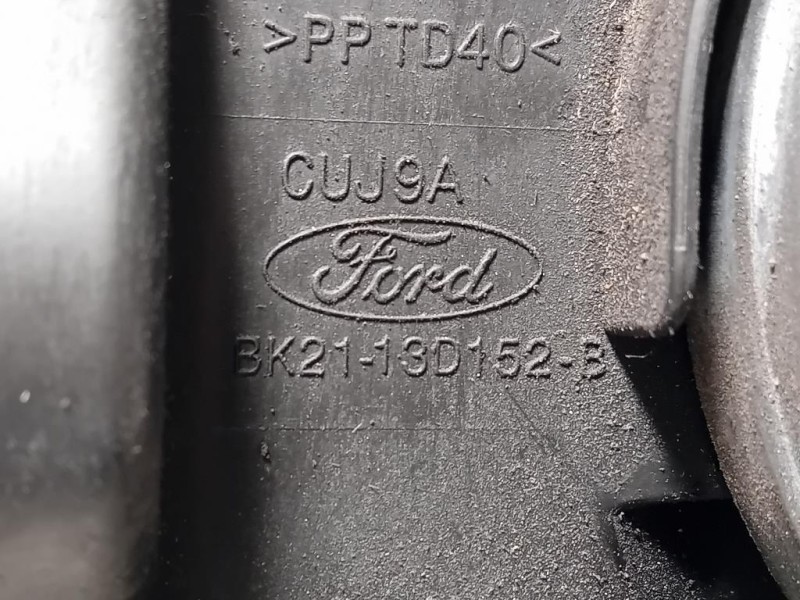 >PP TD40<
CUJ9A
Ford
BK21-13D152-B